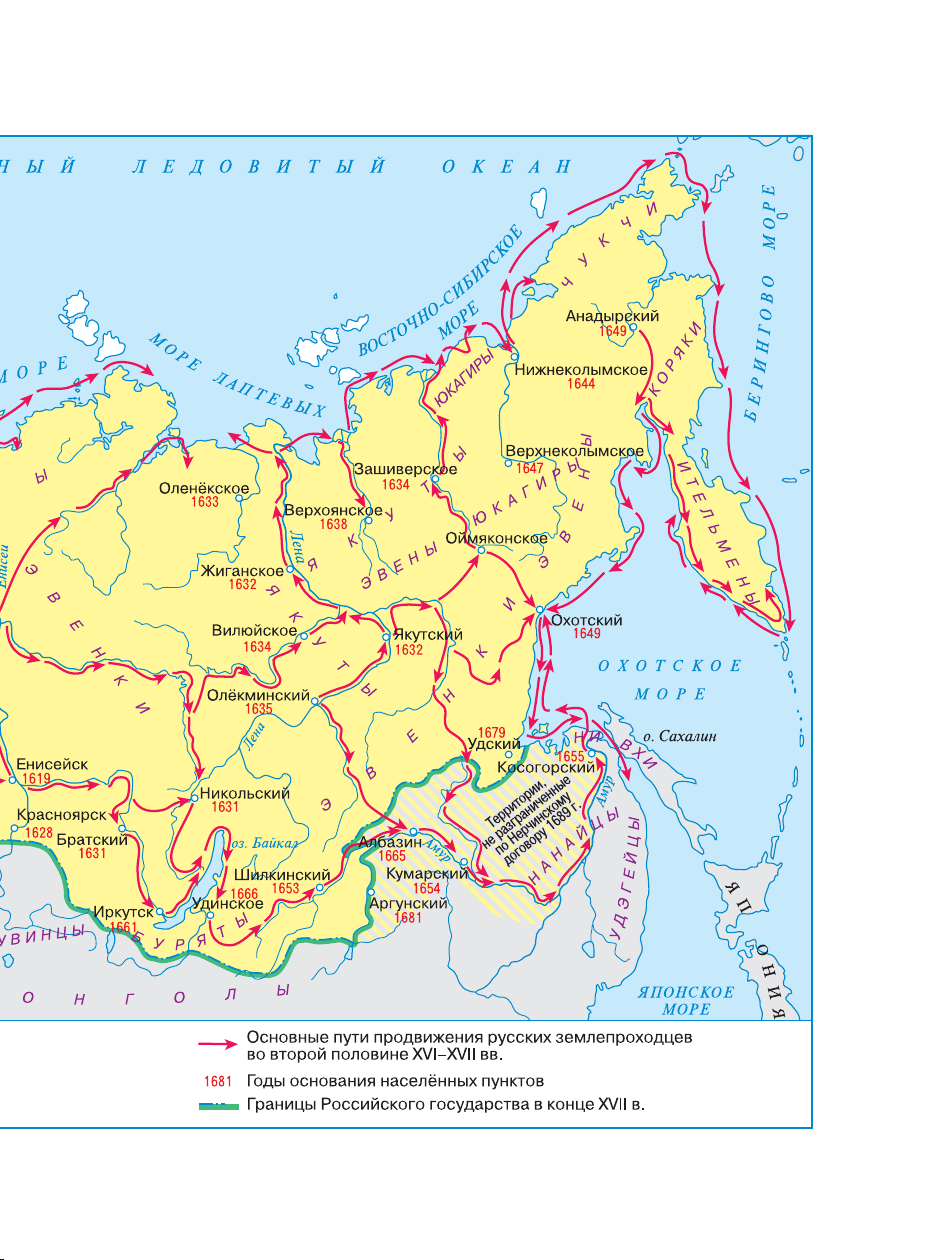 НЫЙ ЛЕДОВИТЫЙ ОКЕАН
БЕРИНГОВО МОРЕ
ВОСТОЧНО-СИБИРСКОЕ
МОРЕ
МОРЕ ЛАПТЕВЫХ
МОРЕ
ЧУКЧИ
Анадырский
1649
КОРЯКИ
ЮКАГИРЫ
Нижнеколымское
1644
Верхнеколымское
1647
Зашиверское
1634
Оленёкское
1633
Верхоянское
1638
ЯКУТЫ
ЭВЕНЫ ЮКАГИРЫ
ЭВЕНЫ
ИТЕЛЬМЕНЫ
Оймяконское
Енисей
Лена
Жиганское
1632
Вилюйское
1634
Якутский
1632
Охотский
1649
ЯКУТЫ
Ы
ЭВЕНКИ
Олёкминский
1635
ОХОТСКОЕ
МОРЕ
ЭВЕНКИ
Лена
1679
Удский
НИВХИ
о. Сахалин
1655
Косогорский
Енисейск
1619
Никольский
1631
Красноярск
1628
Братский
1631
оз. Байкал
Албазин
1665
Амур
Амур
Территории,
не разграниченные
по Нерчинскому
договору 1689 г.
НАНАЙЦЫ
УДЭГЕЙЦЫ
Шилкинский
1653
Кумарский
1654
1666
Удинское
Аргунский
1681
Иркутск
1661
УВИНЦЫ
БУРЯТЫ
ОНГОЛЫ
ЯПОНИЯ
ЯПОНСКОЕ
МОРЕ
Основные пути продвижения русских землепроходцев
во второй половине XVI–XVII вв.
1681 Годы основания населённых пунктов
Границы Российского государства в конце XVII в.